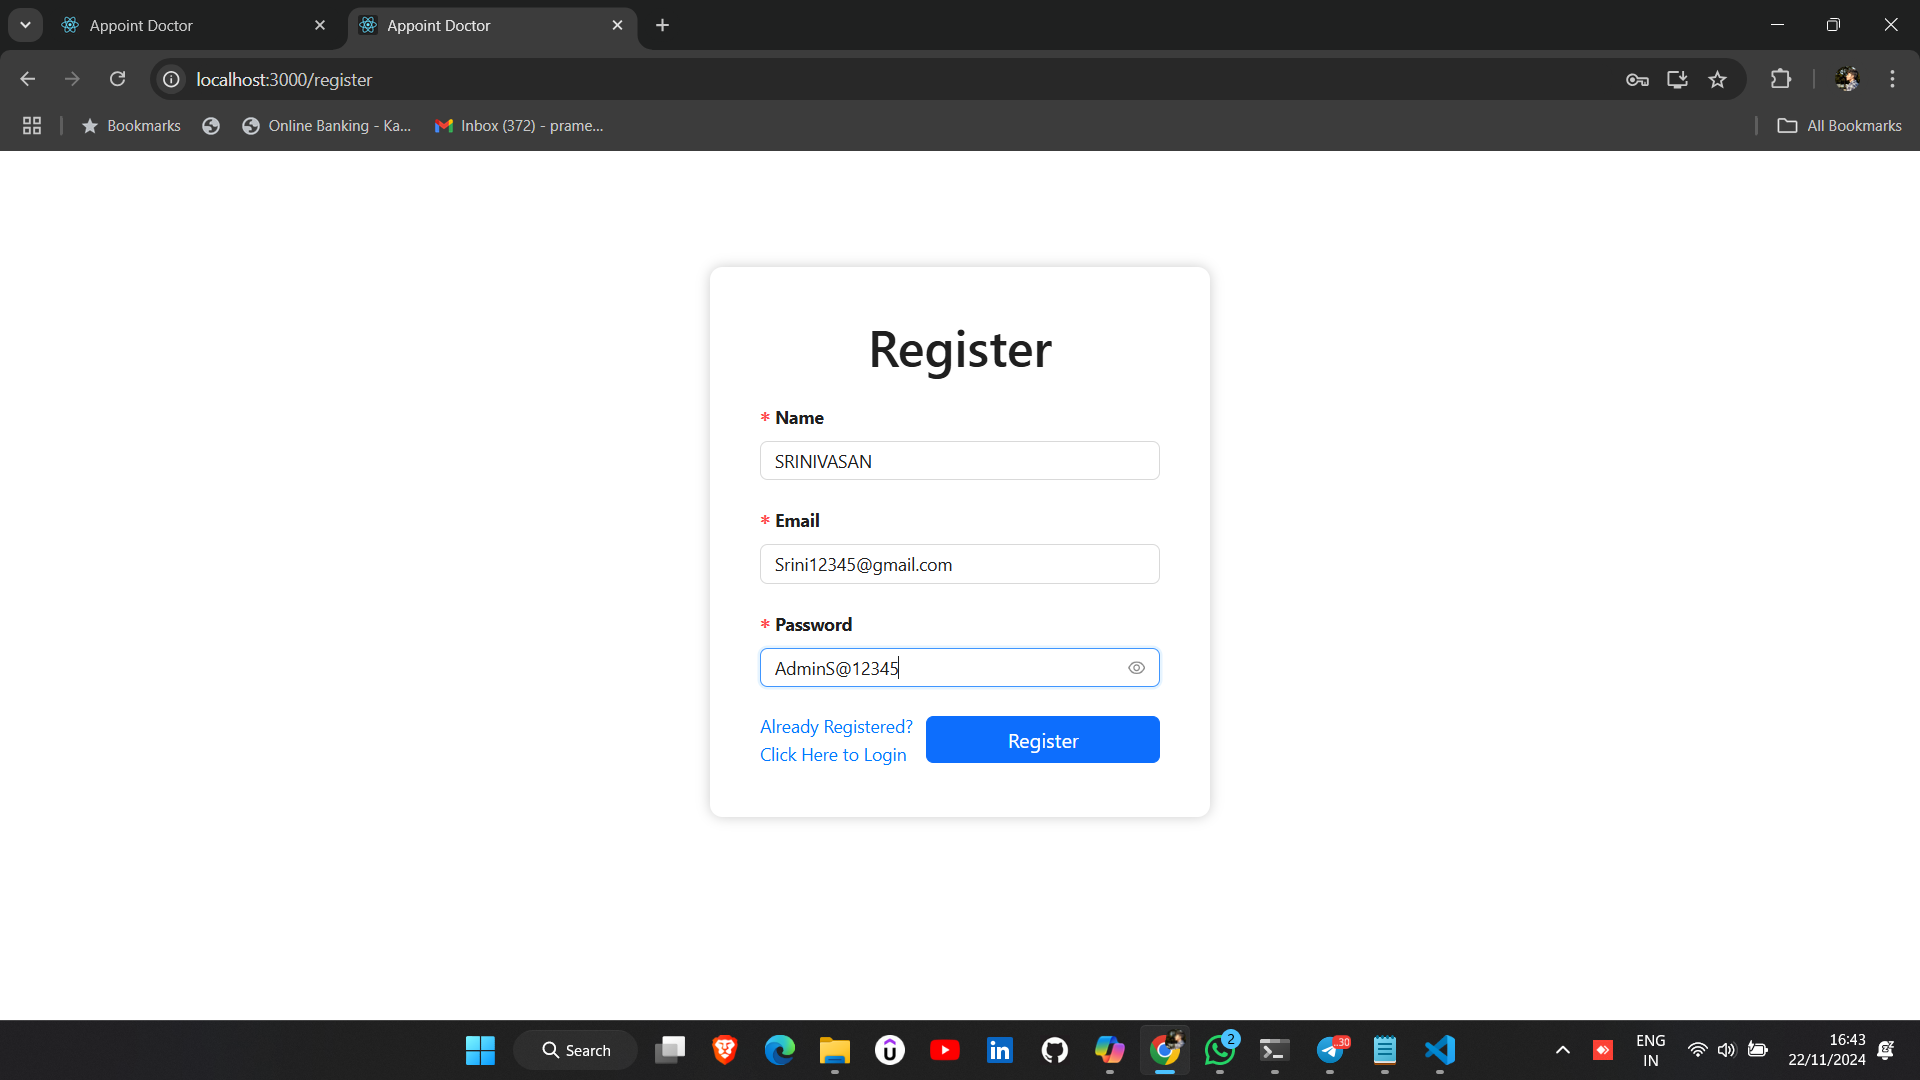 Appoint Doctor
Appoint Doctor
localhost:3000/register
Bookmarks
Online Banking - Ka...
Inbox (372) - prame...
All Bookmarks
Register
* Name
SRINIVASAN
* Email
Srini12345@gmail.com
* Password
AdminS@12345
Already Registered?
Click Here to Login
Register
Search
2
..30
ENG
IN
16:43
22/11/2024